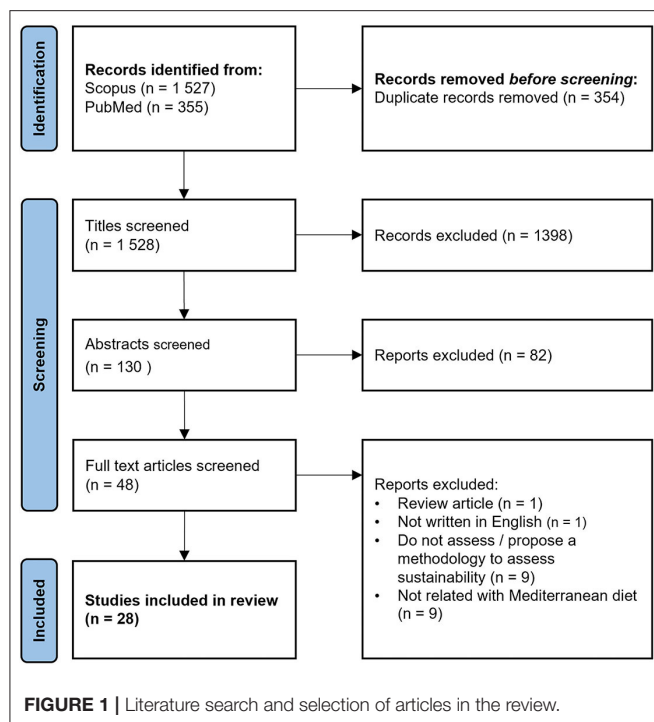 Identification
Records identified from:
Scopus (n = 1 527)
PubMed (n = 355)
Records removed before screening:
Duplicate records removed (n = 354)
Screening
Titles screened
(n = 1 528)
Records excluded (n = 1398)
Abstracts screened
(n = 130 )
Reports excluded (n = 82)
Full text articles screened
(n = 48)
Reports excluded:
• Review article (n = 1)
• Not written in English (n = 1)
• Do not assess / propose a
methodology to assess
sustainability (n = 9)
• Not related with Mediterranean diet
(n = 9)
Included
Studies included in review
(n = 28)
FIGURE 1 | Literature search and selection of articles in the review.